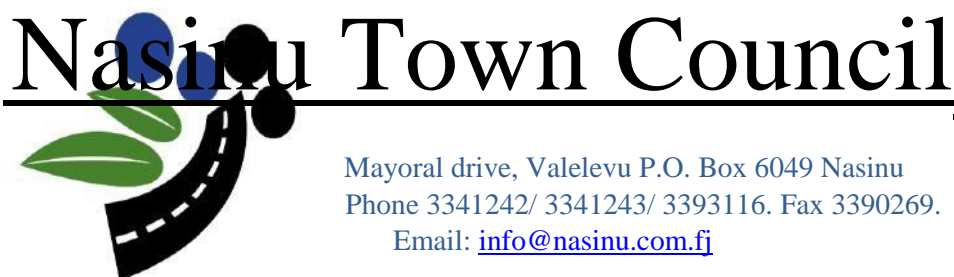 Nasinu Town Council
Mayoral drive, Valelevu P.O. Box 6049 Nasinu
Phone 3341242/ 3341243/ 3393116. Fax 3390269.
Email: info@nasinu.com.fj